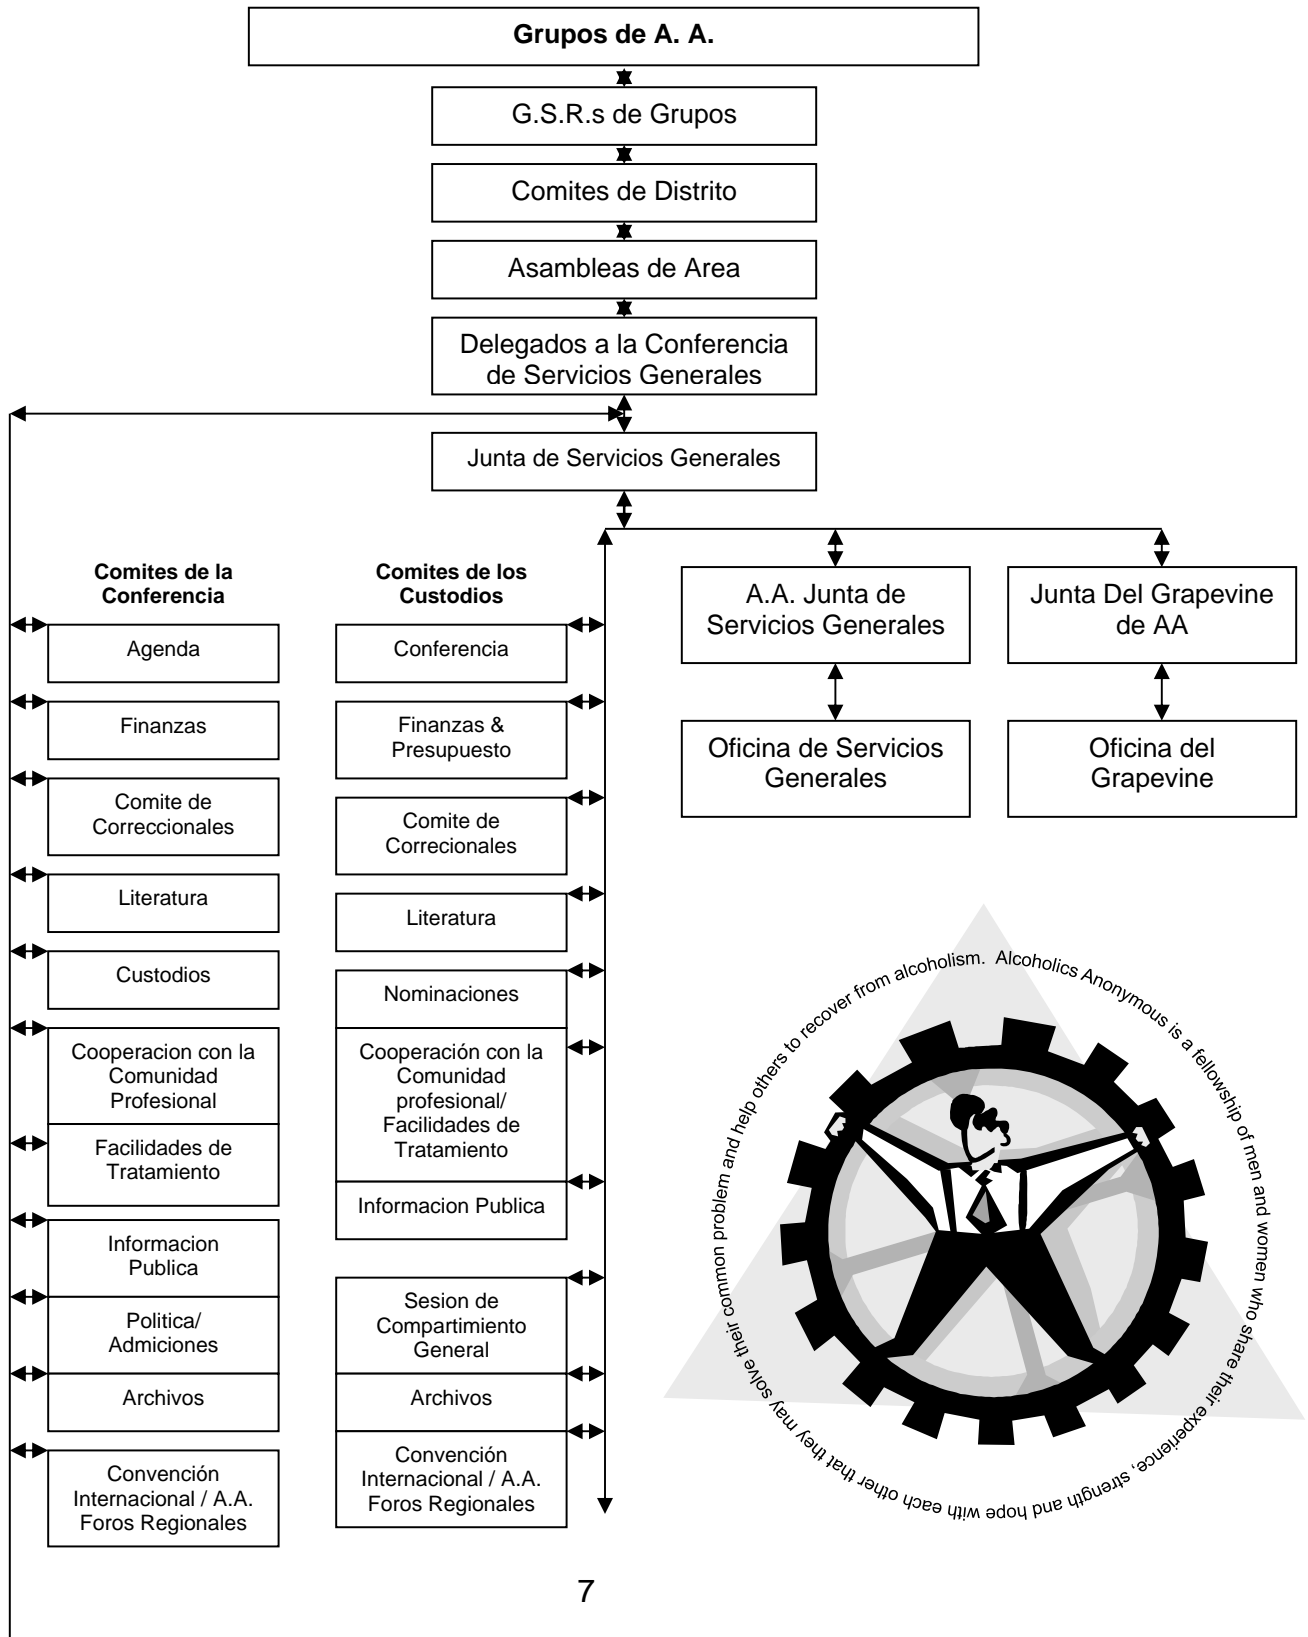 Grupos de A. A.
G.S.R.s de Grupos
Comites de Distrito
Asambleas de Area
Delegados a la Conferencia
de Servicios Generales
Junta de Servicios Generales
Comites de la
Conferencia
Agenda
Finanzas
Comite de
Correccionales
Literatura
Custodios
Cooperacion con la
Comunidad
Profesional
Facilidades de
Tratamiento
Informacion
Publica
Politica/
Admiciones
Archivos
Convención
Internacional / A.A.
Foros Regionales
Comites de los
Custodios
Conferencia
Finanzas &
Presupuesto
Comite de
Correcionales
Literatura
Nominaciones
Cooperación con la
Comunidad
profesional/
Facilidades de
Tratamiento
Informacion Publica
Sesion de
Compartimiento
General
Archivos
Convención
Internacional / A.A.
Foros Regionales
A.A. Junta de
Servicios Generales
Oficina de Servicios
Generales
Junta Del Grapevine
de AA
Oficina del
Grapevine
Alcoholics Anonymous is a fellowship of men and women who share their experience, strength and hope with each other that they may solve their common problem and help others to recover from alcoholism.
7